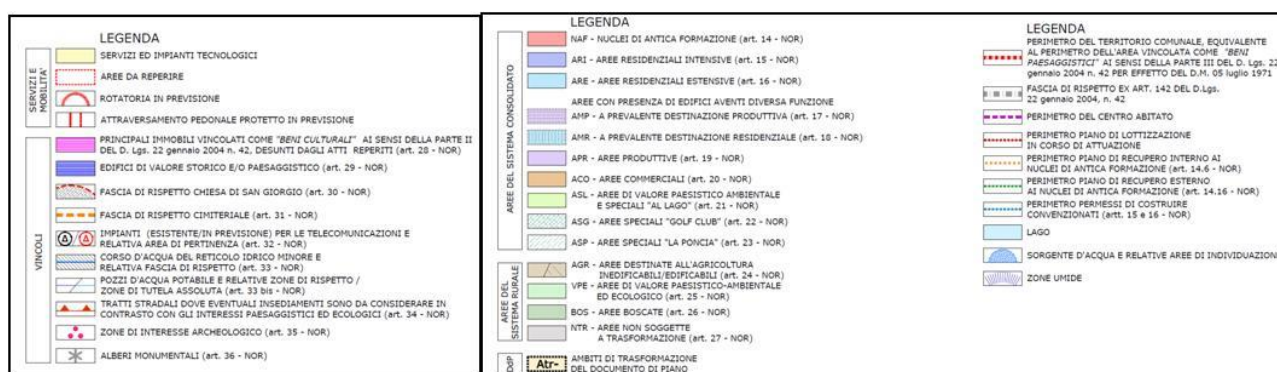 LEGENDA
SERVIZI E
MOBILITA'
SERVIZI ED IMPIANTI TECNOLOGICI
AREE DA REPERIRE
ROTATORIA IN PREVISIONE
ATTRAVERSAMENTO PEDONALE PROTETTO IN PREVISIONE
VINCOLI
PRINCIPALI IMMOBILI VINCOLATI COME "BENI CULTURALI" AI SENSI DELLA PARTE II
DEL D. Lgs. 22 gennaio 2004 n. 42, DESUNTI DAGLI ATTI REPERITI (art. 28 - NOR)
EDIFICI DI VALORE STORICO E/O PAESAGGISTICO (art. 29 - NOR)
FASCIA DI RISPETTO CHIESA DI SAN GIORGIO (art. 30 - NOR)
FASCIA DI RISPETTO CIMITERIALE (art. 31 - NOR)
IMPIANTI (ESISTENTE/IN PREVISIONE) PER LE TELECOMUNICAZIONI E
RELATIVA AREA DI PERTINENZA (art. 32 - NOR)
CORSO D'ACQUA DEL RETICOLO IDRICO MINORE E
RELATIVA FASCIA DI RISPETTO (art. 33 - NOR)
POZZI D'ACQUA POTABILE E RELATIVE ZONE DI RISPETTO /
ZONE DI TUTELA ASSOLUTA (art. 33 bis - NOR)
TRATTI STRADALI DOVE EVENTUALI INSEDIAMENTI SONO DA CONSIDERARE IN
CONTRASTO CON GLI INTERESSI PAESAGGISTICI ED ECOLOGICI (art. 34 - NOR)
ZONE DI INTERESSE ARCHEOLOGICO (art. 35 - NOR)
ALBERI MONUMENTALI (art. 36 - NOR)
LEGENDA
AREE DEL SISTEMA CONSOLIDATO
NAF - NUCLEI DI ANTICA FORMAZIONE (art. 14 - NOR)
ARI - AREE RESIDENZIALI INTENSIVE (art. 15 - NOR)
ARE - AREE RESIDENZIALI ESTENSIVE (art. 16 - NOR)
AREE CON PRESENZA DI EDIFICI AVENTI DIVERSA FUNZIONE
AMP - A PREVALENTE DESTINAZIONE PRODUTTIVA (art. 17 - NOR)
AMR - A PREVALENTE DESTINAZIONE RESIDENZIALE (art. 18 - NOR)
APR - AREE PRODUTTIVE (art. 19 - NOR)
ACO - AREE COMMERCIALI (art. 20 - NOR)
ASL - AREE DI VALORE PAESISTICO AMBIENTALE
E SPECIALI "AL LAGO" (art. 21 - NOR)
ASG - AREE SPECIALI "GOLF CLUB" (art. 22 - NOR)
ASP - AREE SPECIALI "LA PONCIA" (art. 23 - NOR)
AREE DEL
SISTEMA RURALE
AGR - AREE DESTINATE ALL'AGRICOLTURA
INEDIFICABILI/EDIFICABILI (art. 24 - NOR)
VPE - AREE DI VALORE PAESISTICO-AMBIENTALE
ED ECOLOGICO (art. 25 - NOR)
BOS - AREE BOSCATE (art. 26 - NOR)
NTR - AREE NON SOGGETTE
A TRASFORMAZIONE (art. 27 - NOR)
DdP
Atr-
AMBITI DI TRASFORMAZIONE
DEL DOCUMENTO DI PIANO
LEGENDA
PERIMETRO DEL TERRITORIO COMUNALE, EQUIVALENTE
AL PERIMETRO DELL'AREA VINCOLATA COME "BENI
PAESAGGISTICI" AI SENSI DELLA PARTE III DEL D. Lgs. 22
gennaio 2004 n. 42 PER EFFETTO DEL D.M. 05 luglio 1971
FASCIA DI RISPETTO EX ART. 142 DEL D.Lgs.
22 gennaio 2004, n. 42
PERIMETRO DEL CENTRO ABITATO
PERIMETRO PIANO DI LOTTIZZAZIONE
IN CORSO DI ATTUAZIONE
PERIMETRO PIANO DI RECUPERO INTERNO AI
NUCLEI DI ANTICA FORMAZIONE (art. 14.6 - NOR)
PERIMETRO PIANO DI RECUPERO ESTERNO
AI NUCLEI DI ANTICA FORMAZIONE (art. 14.16 - NOR)
PERIMETRO PERMESSI DI COSTRUIRE
CONVENZIONATI (artt. 15 e 16 - NOR)
LAGO
SORGENTE D'ACQUA E RELATIVE AREE DI INDIVIDUAZIONE
ZONE UMIDE